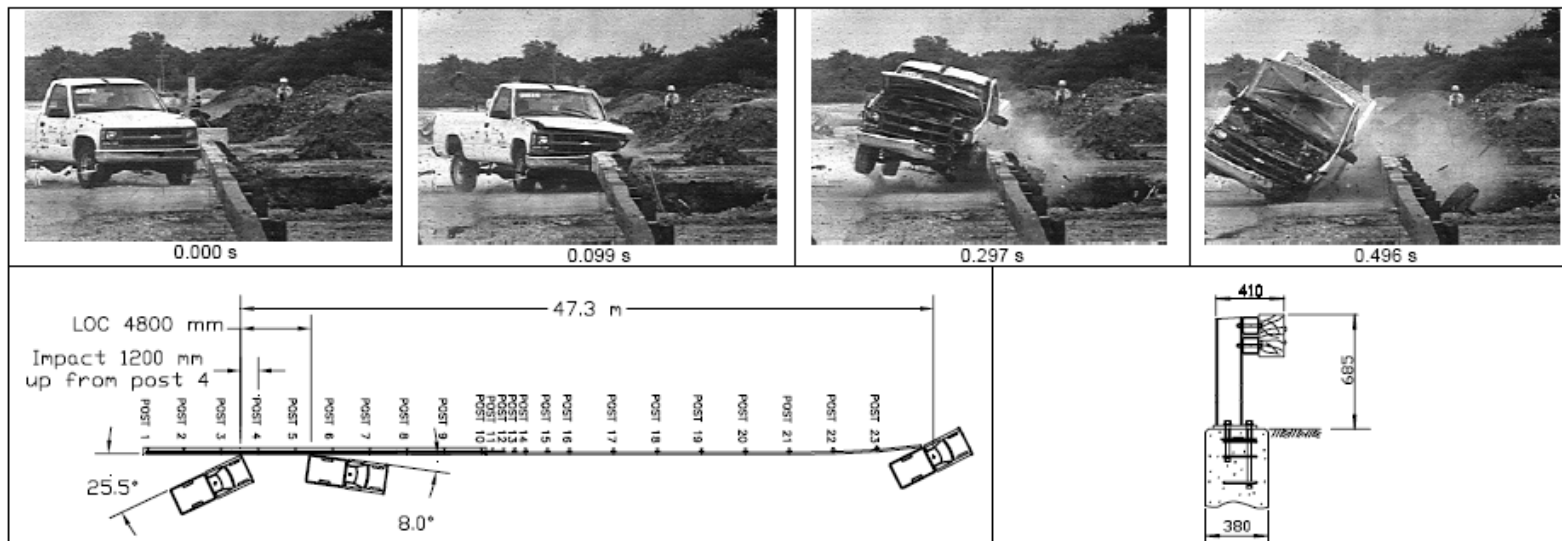 0.000 s
0.099 s
0.297 s
0.496 s
47.3 m
LOC 4800 mm
Impact 1200 mm
up from post 4
POST 1
POST 2
POST 3
POST 4
POST 5
POST 6
POST 7
POST 8
POST 9
POST 10
POST 11
POST 12
POST 13
POST 14
POST 15
POST 16
POST 17
POST 18
POST 19
POST 20
POST 21
POST 22
POST 23
25.5°
8.0°
410
685
380